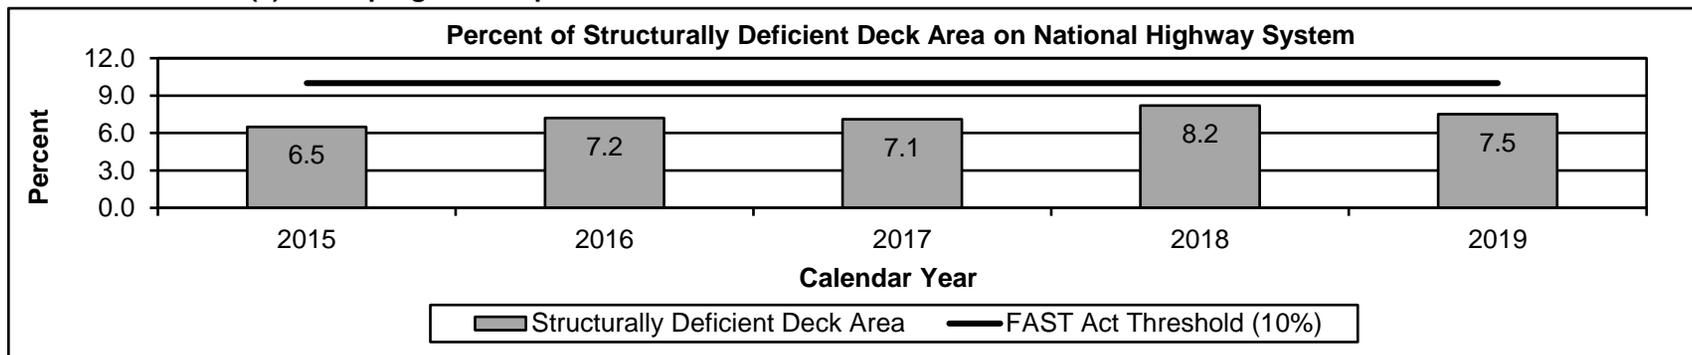 Percent of Structurally Deficient Deck Area on National Highway System
12.0
9.0
6.0
3.0
0.0
Percent
6.5
7.2
7.1
8.2
7.5
2015 2016 2017 2018 2019
Calendar Year
Structurally Deficient Deck Area FAST Act Threshold (10%)